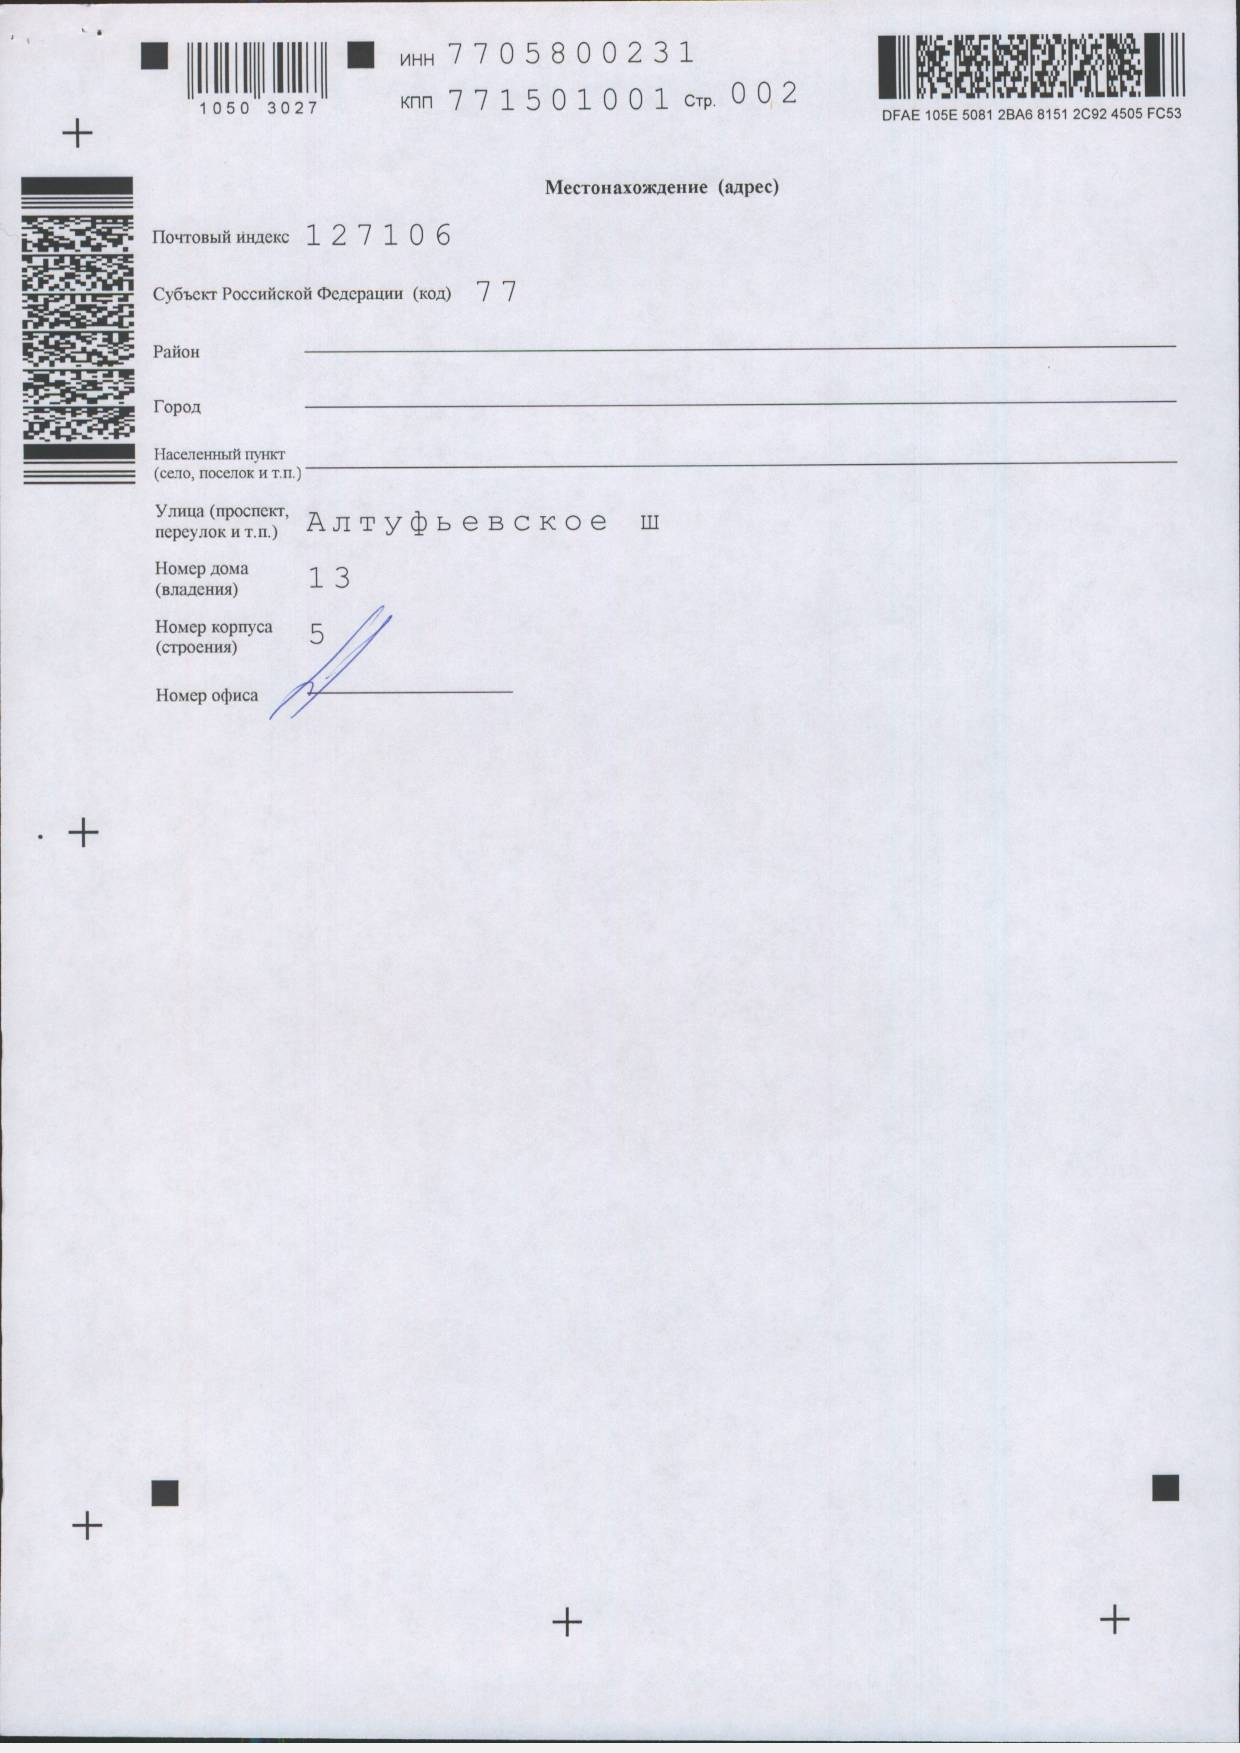 1050 3027
ИНН 7705800231
КПП 771501001 Стр. 002
DFAE 105E 5081 2BA6 8151 2C92 4505 FC53
Местонахождение (адрес)
Почтовый индекс 127106
Субъект Российской Федерации (код) 77
Район
Город
Населенный пункт
(село, поселок и т.п.)
Улица (проспект,
переулок и т.п.) Алтуфьевское ш
Номер дома
(владения) 13
Номер корпуса
(строения) 5
Номер офиса